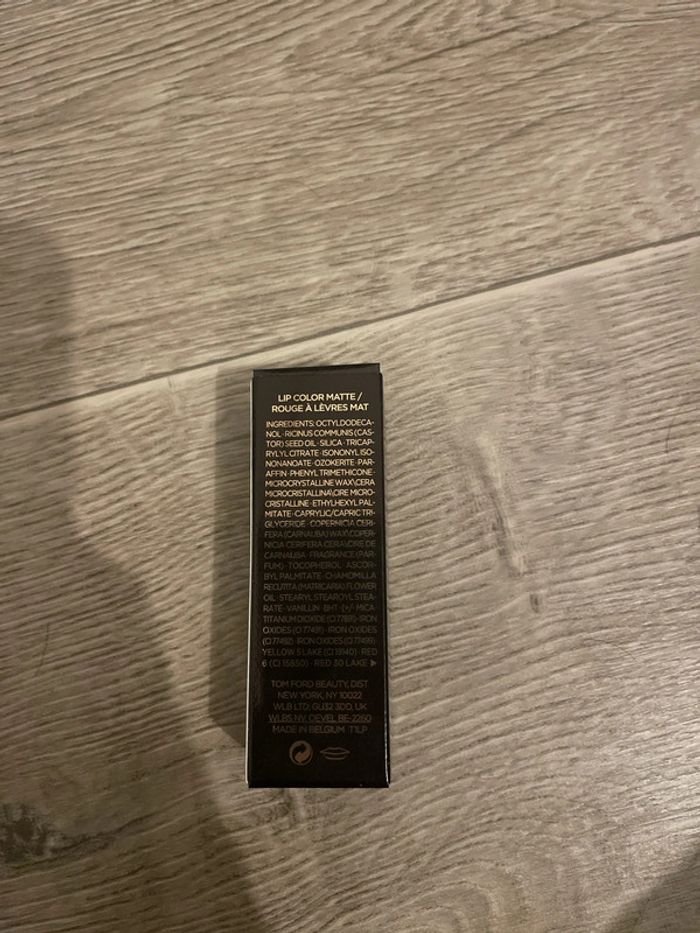 LIP COLOR MATTE /
ROUGE À LÈVRES MAT
INGREDIENTS: OCTYLDODECA-
NOL · RICINUS COMMUNIS (CAS-
TOR) SEED OIL · SILICA · TRICAP-
RYLYL CITRATE · ISONONYL ISO-
NONANOATE · OZOKERITE · PAR-
AFFIN · PHENYL TRIMETHICONE ·
MICROCRYSTALLINE WAX\CERA
MICROCRISTALLINA\CIRE MICRO-
CRISTALLINE · ETHYLHEXYL PAL-
MITATE · CAPRYLIC/CAPRIC TRI-
GLYCERIDE · COPERNICIA CERI-
FERA (CARNAUBA) WAX\COPER-
NICIA CERIFERA CERA\CIRE DE
CARNAUBA · FRAGRANCE (PAR-
FUM) · TOCOPHEROL · ASCOR-
BYL PALMITATE · CHAMOMILLA
RECUTITA (MATRICARIA) FLOWER
OIL · STEARYL STEAROYL STEA-
RATE · VANILLIN · BHT · [+/- MICA ·
TITANIUM DIOXIDE (CI 77891) · IRON
OXIDES (CI 77491) · IRON OXIDES
(CI 77492) · IRON OXIDES (CI 77499) ·
YELLOW 5 LAKE (CI 19140) · RED
6 (CI 15850) · RED 30 LAKE ▶
TOM FORD BEAUTY, DIST.
NEW YORK, NY 10022
WLB LTD; GU32 3DD, UK
WLBS NV, OEVEL BE-2260
MADE IN BELGIUM T1LP